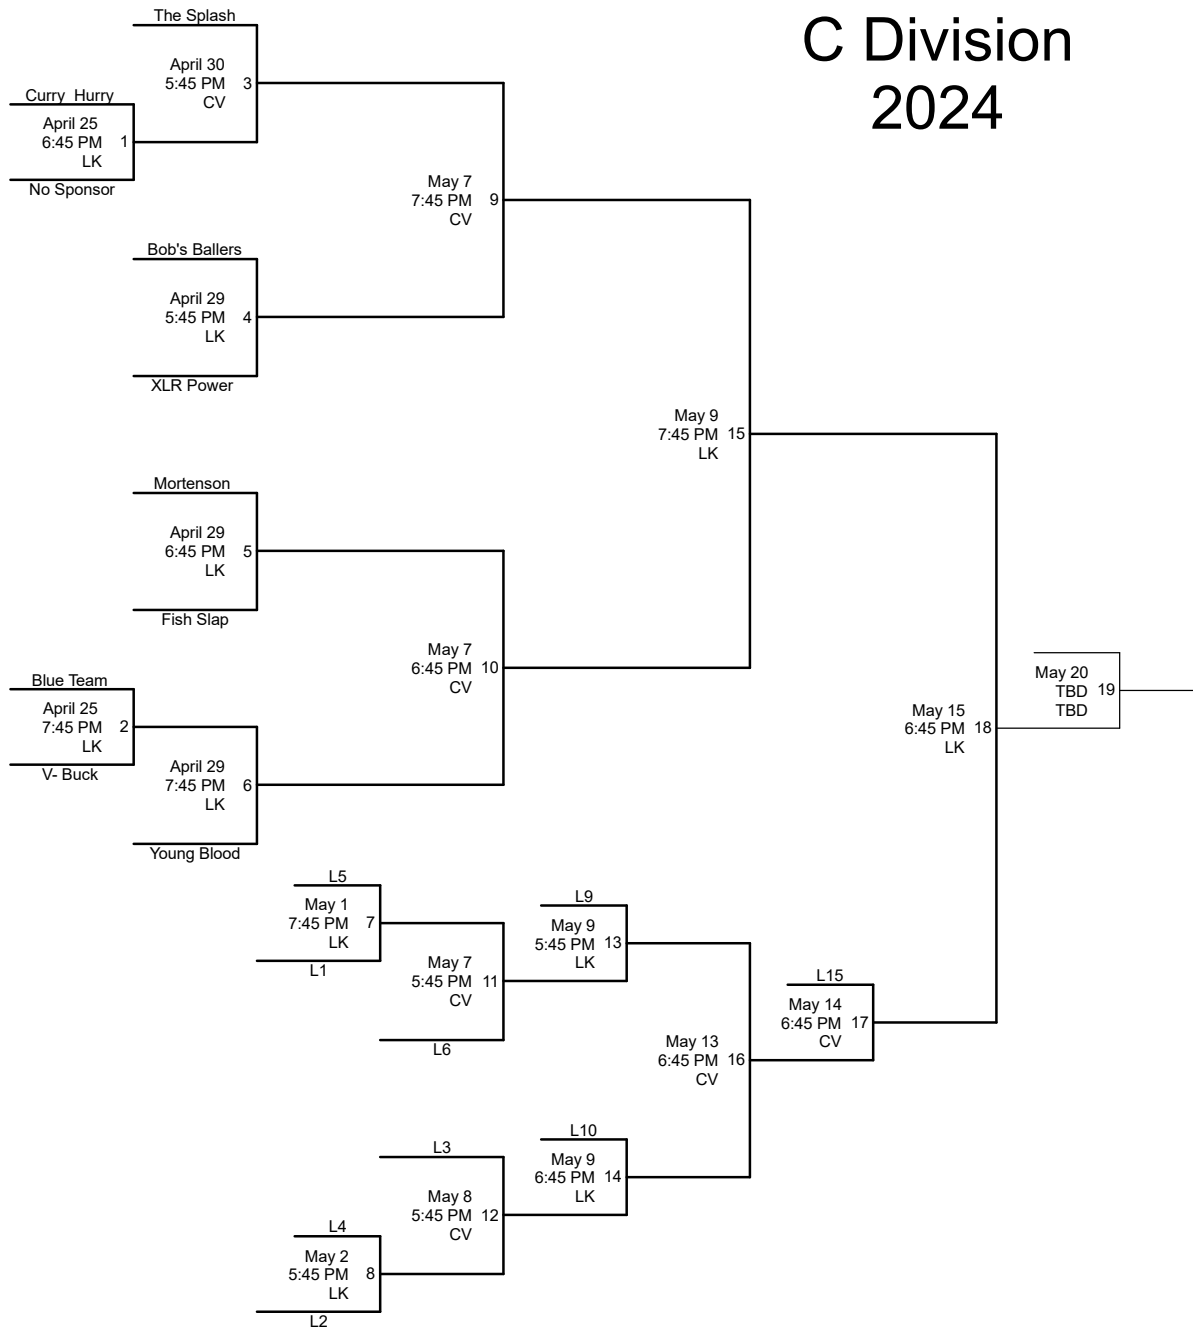 C Division
2024
The Splash
April 30
5:45 PM 3
CV
Curry  Hurry
April 25
6:45 PM 1
LK
No Sponsor
May 7
7:45 PM 9
CV
Bob's Ballers
April 29
5:45 PM 4
LK
XLR Power
May 9
7:45 PM 15
LK
Mortenson
April 29
6:45 PM 5
LK
Fish Slap
May 7
6:45 PM 10
CV
Blue Team
April 25
7:45 PM 2
LK
V- Buck
April 29
7:45 PM 6
LK
Young Blood
May 20
TBD 19
TBD
May 15
6:45 PM 18
LK
L5
May 1
7:45 PM 7
LK
L1
L9
May 9
5:45 PM 13
LK
May 7
5:45 PM 11
CV
L6
L15
May 14
6:45 PM 17
CV
May 13
6:45 PM 16
CV
L10
May 9
6:45 PM 14
LK
L3
May 8
5:45 PM 12
CV
L4
May 2
5:45 PM 8
LK
L2